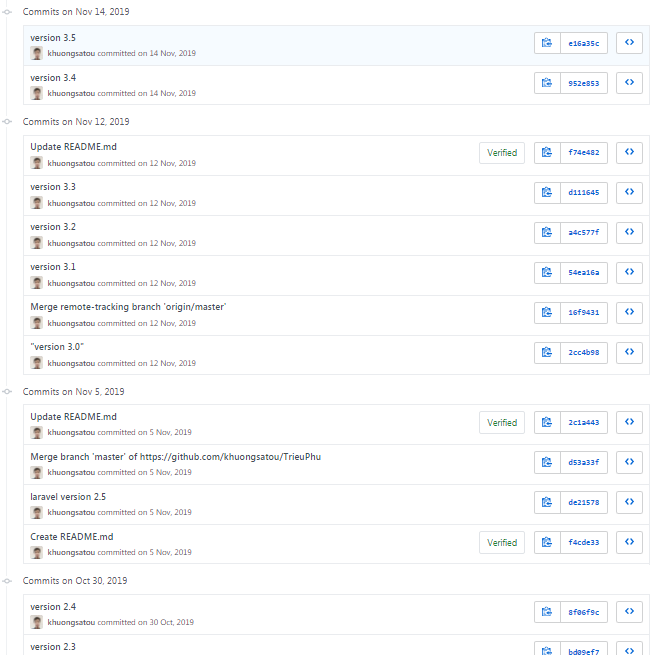 Commits on Nov 14, 2019
version 3.5
khuongsatou committed on 14 Nov, 2019
e16a35c
version 3.4
khuongsatou committed on 14 Nov, 2019
952e853
Commits on Nov 12, 2019
Update README.md
khuongsatou committed on 12 Nov, 2019
Verified
f74e482
version 3.3
khuongsatou committed on 12 Nov, 2019
d111645
version 3.2
khuongsatou committed on 12 Nov, 2019
a4c577f
version 3.1
khuongsatou committed on 12 Nov, 2019
54ea16a
Merge remote-tracking branch 'origin/master'
khuongsatou committed on 12 Nov, 2019
16f9431
"version 3.0"
khuongsatou committed on 12 Nov, 2019
2cc4b98
Commits on Nov 5, 2019
Update README.md
khuongsatou committed on 5 Nov, 2019
Verified
2c1a443
Merge branch 'master' of https://github.com/khuongsatou/TrieuPhu
khuongsatou committed on 5 Nov, 2019
d53a33f
laravel version 2.5
khuongsatou committed on 5 Nov, 2019
de21578
Create README.md
khuongsatou committed on 5 Nov, 2019
Verified
f4cde33
Commits on Oct 30, 2019
version 2.4
khuongsatou committed on 30 Oct, 2019
8f06f9c
version 2.3
bd09ef7